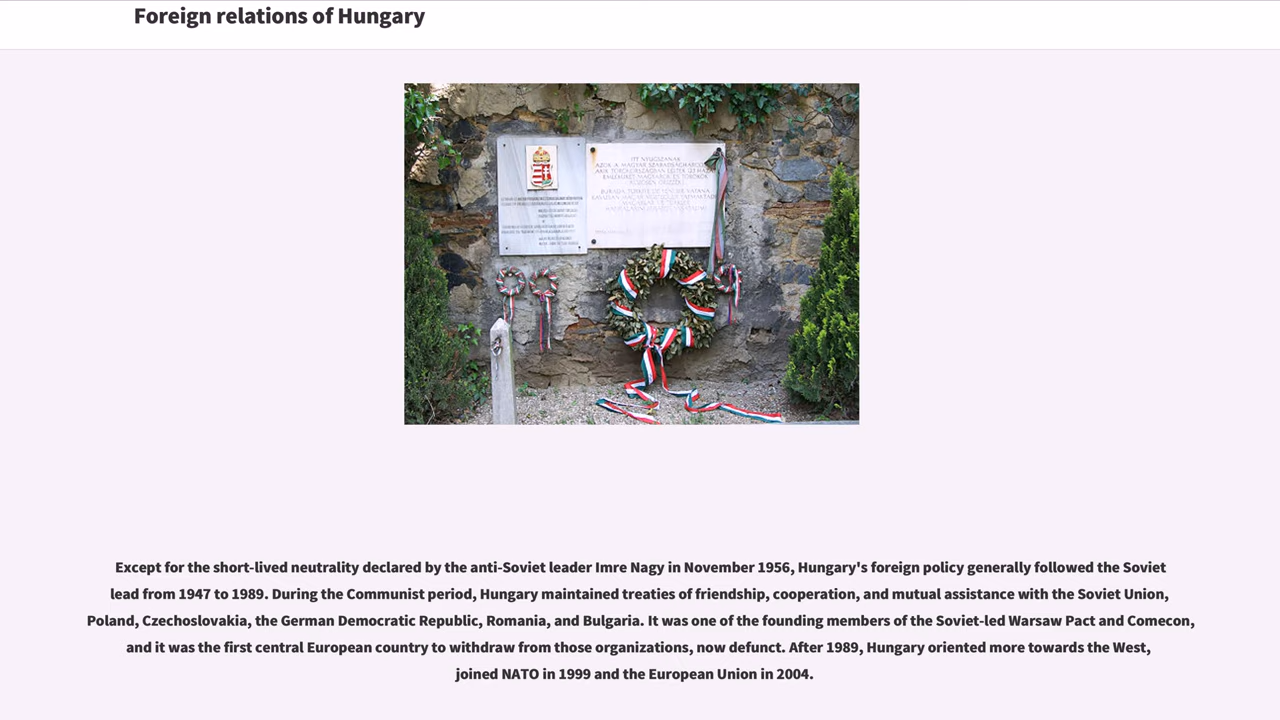 Foreign relations of Hungary
ITT NYUGSZANAK
AZOK A MAGYAR SZABADSÁGHARCOSOK
Except for the short-lived neutrality declared by the anti-Soviet leader Imre Nagy in November 1956, Hungary's foreign policy generally followed the Soviet
lead from 1947 to 1989. During the Communist period, Hungary maintained treaties of friendship, cooperation, and mutual assistance with the Soviet Union,
Poland, Czechoslovakia, the German Democratic Republic, Romania, and Bulgaria. It was one of the founding members of the Soviet-led Warsaw Pact and Comecon,
and it was the first central European country to withdraw from those organizations, now defunct. After 1989, Hungary oriented more towards the West,
joined NATO in 1999 and the European Union in 2004.